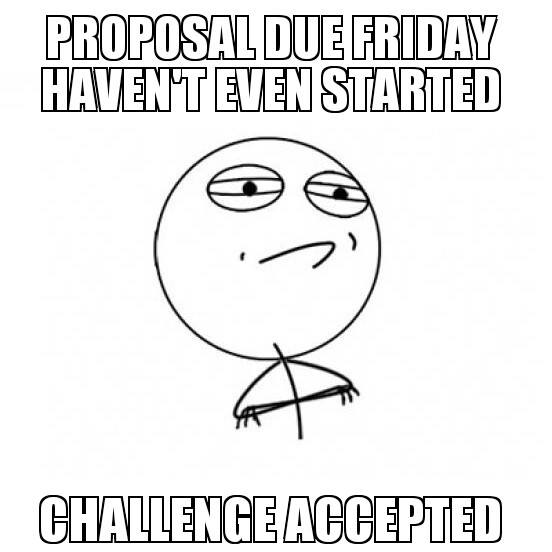 PROPOSAL DUE FRIDAY
HAVEN'T EVEN STARTED
CHALLENGE ACCEPTED